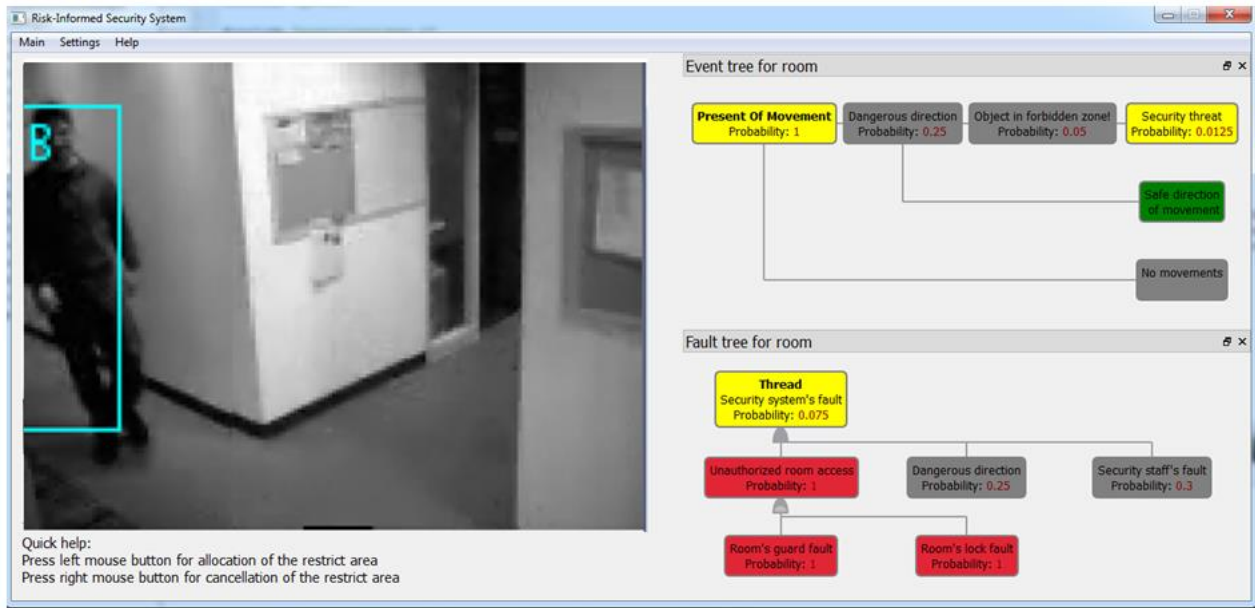 Risk-Informed Security System
Main Settings Help
B
Quick help:
Press left mouse button for allocation of the restrict area
Press right mouse button for cancellation of the restrict area
Event tree for room
Present Of Movement
Probability: 1
Dangerous direction
Probability: 0.25
Object in forbidden zone!
Probability: 0.05
Security threat
Probability: 0.0125
Safe direction
of movement
No movements
Fault tree for room
Thread
Security system's fault
Probability: 0.075
Unauthorized room access
Probability: 1
Dangerous direction
Probability: 0.25
Security staff's fault
Probability: 0.3
Room's guard fault
Probability: 1
Room's lock fault
Probability: 1